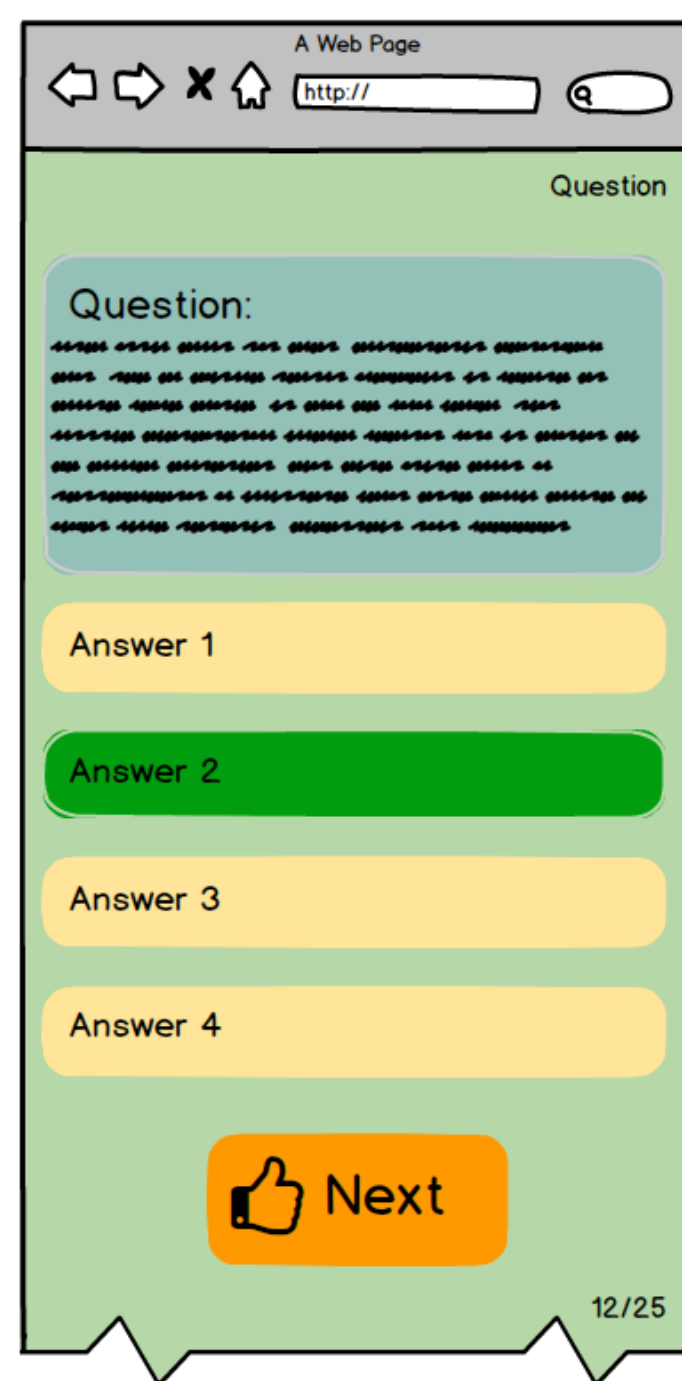 A Web Page
http://
Question
Question:
Answer 1
Answer 2
Answer 3
Answer 4
Next
12/25